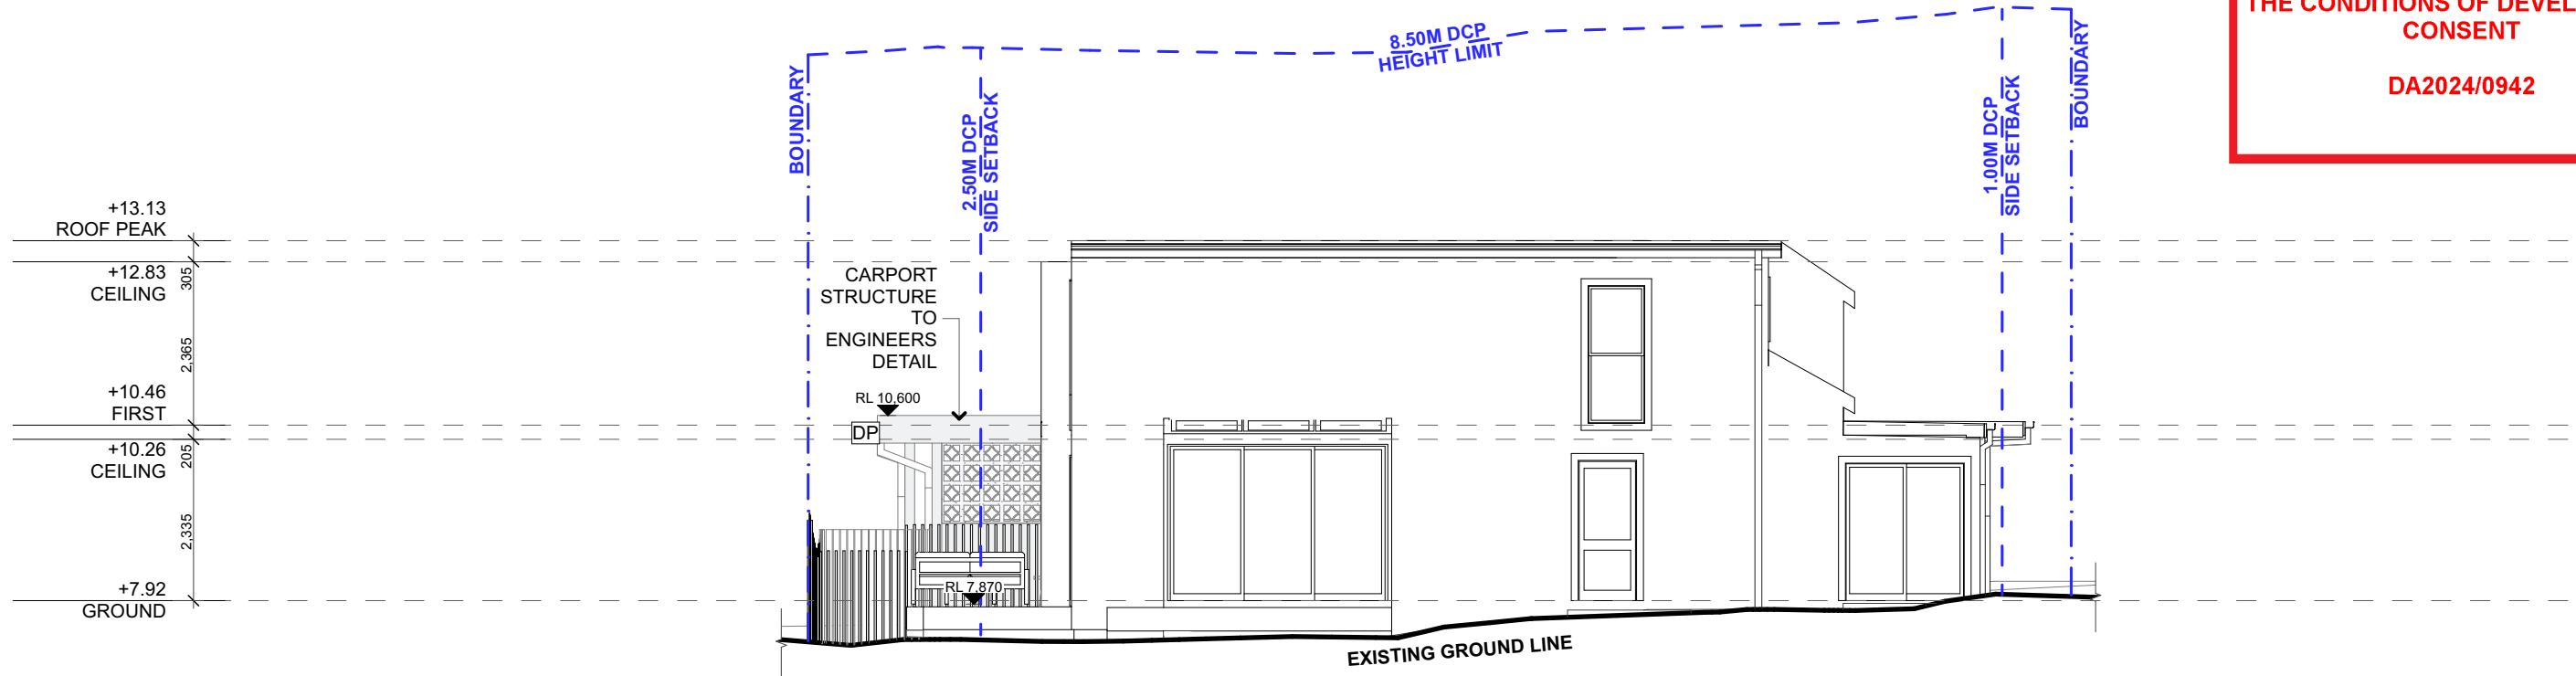 THE CONDITIONS OF DEVEL
CONSENT
DA2024/0942
8.50M DCP
HEIGHT LIMIT
BOUNDARY
2.50M DCP
SIDE SETBACK
1.00M DCP
SIDE SETBACK
BOUNDARY
+13.13
ROOF PEAK
+12.83
CEILING
305
2,365
+10.46
FIRST
+10.26
CEILING
205
2,335
+7.92
GROUND
CARPORT
STRUCTURE
TO
ENGINEERS
DETAIL
RL 10,600
DP
RL 7,870
EXISTING GROUND LINE